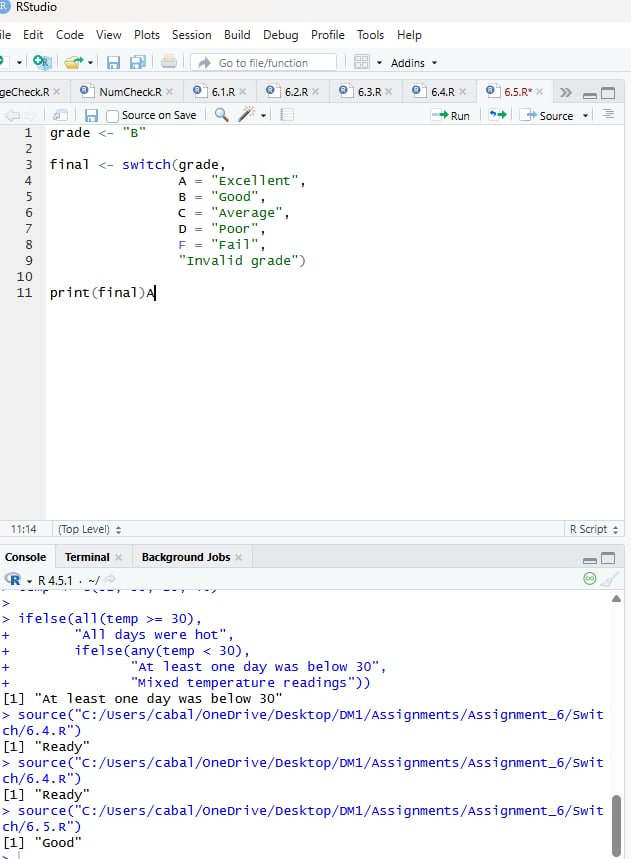 RStudio
ile Edit Code View Plots Session Build Debug Profile Tools Help
Go to file/function Addins
geCheck.R NumCheck.R 6.1.R 6.2.R 6.3.R 6.4.R 6.5.R*
Source on Save Run Source
1 grade <- "B"
2
3 final <- switch(grade,
4 A = "Excellent",
5 B = "Good",
6 C = "Average",
7 D = "Poor",
8 F = "Fail",
9 "Invalid grade")
10
11 print(final)A
11:14 (Top Level) R Script
Console Terminal Background Jobs
R 4.5.1 · ~/
>
> ifelse(all(temp >= 30),
+ "All days were hot",
+ ifelse(any(temp < 30),
+ "At least one day was below 30",
+ "Mixed temperature readings"))
[1] "At least one day was below 30"
> source("C:/Users/cabal/OneDrive/Desktop/DM1/Assignments/Assignment_6/Swit
ch/6.4.R")
[1] "Ready"
> source("C:/Users/cabal/OneDrive/Desktop/DM1/Assignments/Assignment_6/Swit
ch/6.4.R")
[1] "Ready"
> source("C:/Users/cabal/OneDrive/Desktop/DM1/Assignments/Assignment_6/Swit
ch/6.5.R")
[1] "Good"
>